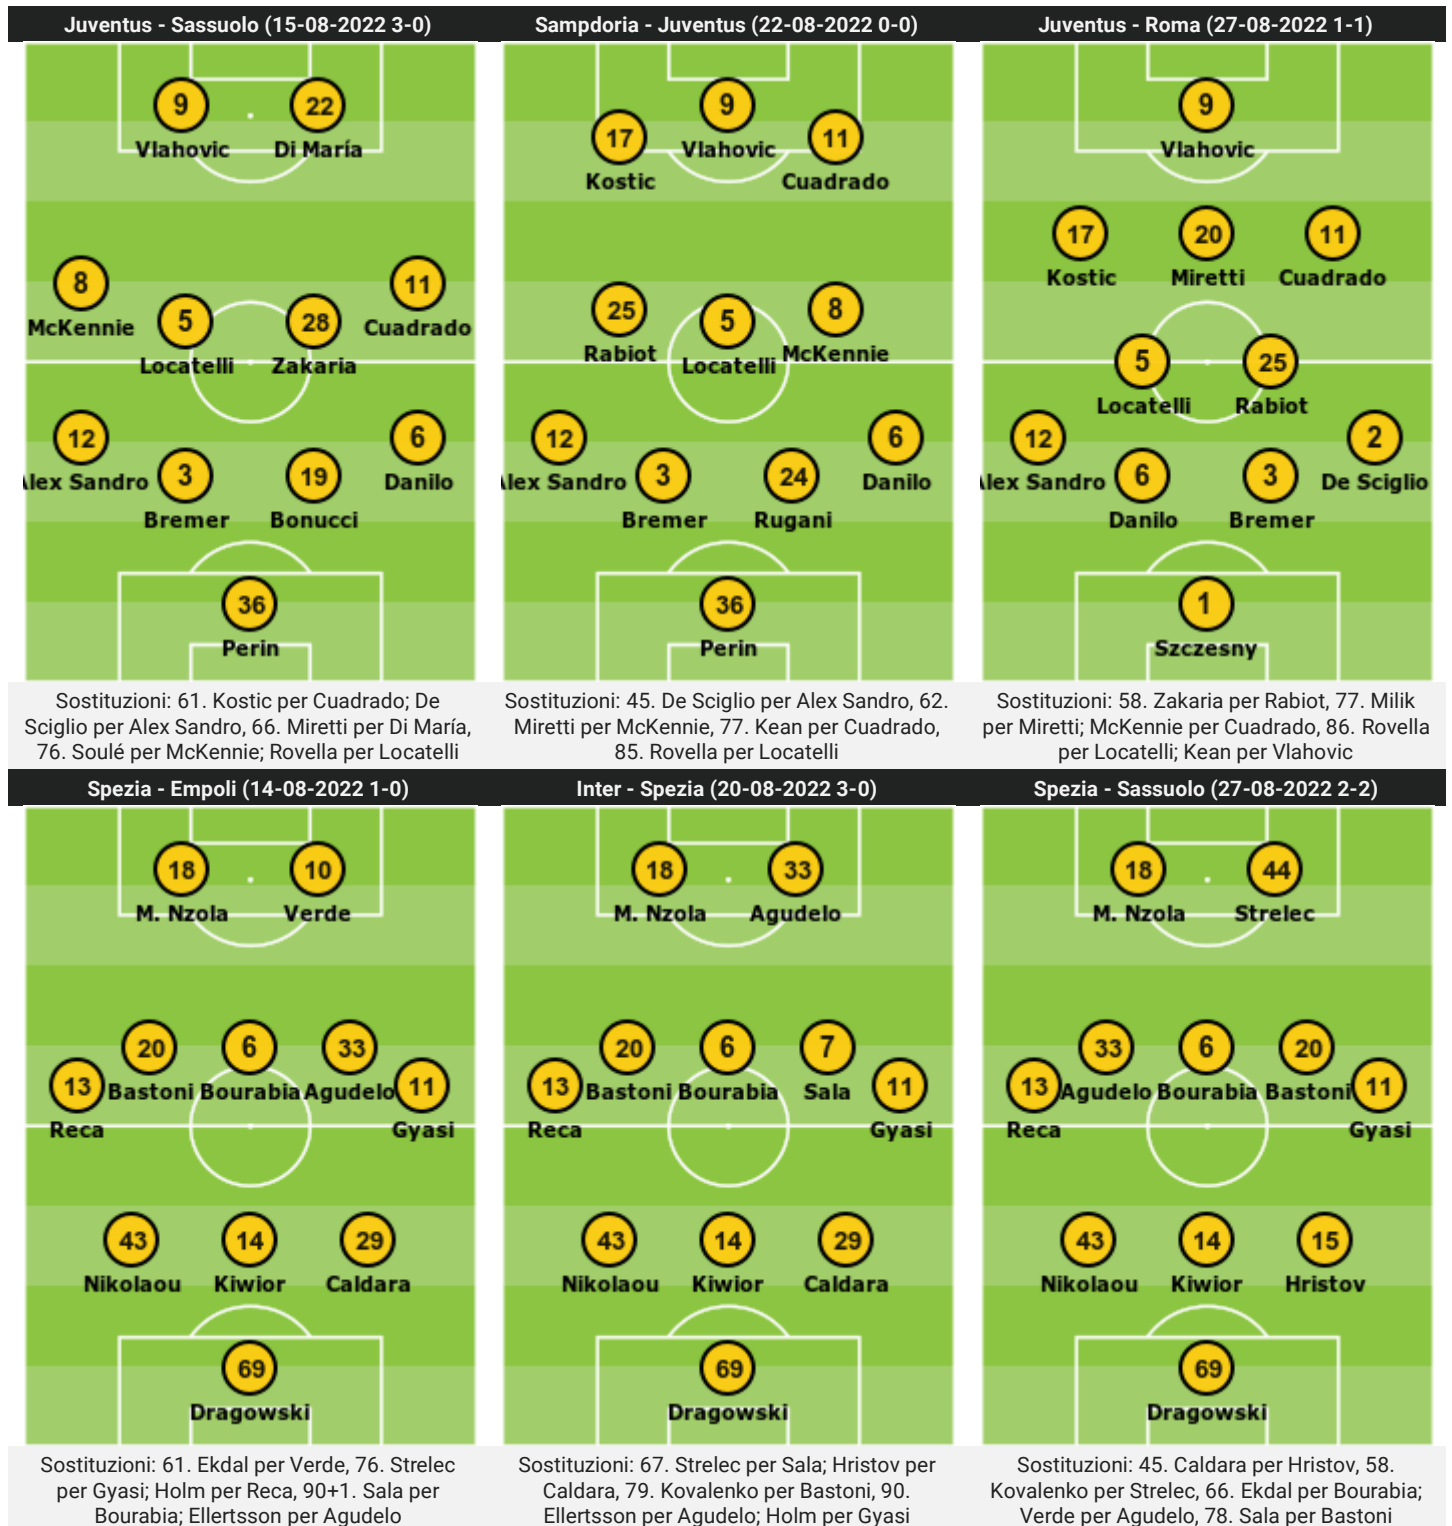 Juventus - Sassuolo (15-08-2022 3-0)
9
22
Vlahovic
Di María
8
11
McKennie
5
28
Cuadrado
Locatelli
Zakaria
12
6
lex Sandro
3
19
Danilo
Bremer
Bonucci
36
Perin
Sostituzioni: 61. Kostic per Cuadrado; De
Sciglio per Alex Sandro, 66. Miretti per Di María,
76. Soulé per McKennie; Rovella per Locatelli
Sampdoria - Juventus (22-08-2022 0-0)
9
17
Vlahovic
11
Kostic
Cuadrado
25
5
8
Rabiot
Locatelli
McKennie
12
6
lex Sandro
3
24
Danilo
Bremer
Rugani
36
Perin
Sostituzioni: 45. De Sciglio per Alex Sandro, 62.
Miretti per McKennie, 77. Kean per Cuadrado,
85. Rovella per Locatelli
Juventus - Roma (27-08-2022 1-1)
9
Vlahovic
17
20
11
Kostic
Miretti
Cuadrado
5
25
Locatelli
Rabiot
12
2
lex Sandro
6
3
De Sciglio
Danilo
Bremer
1
Szczesny
Sostituzioni: 58. Zakaria per Rabiot, 77. Milik
per Miretti; McKennie per Cuadrado, 86. Rovella
per Locatelli; Kean per Vlahovic
Spezia - Empoli (14-08-2022 1-0)
18
10
M. Nzola
Verde
20
6
33
13
Bastoni
Bourabia
Agudelo
11
Reca
Gyasi
43
14
29
Nikolaou
Kiwior
Caldara
69
Dragowski
Sostituzioni: 61. Ekdal per Verde, 76. Strelec
per Gyasi; Holm per Reca, 90+1. Sala per
Bourabia; Ellertsson per Agudelo
Inter - Spezia (20-08-2022 3-0)
18
33
M. Nzola
Agudelo
20
6
7
13
Bastoni
Bourabia
Sala
11
Reca
Gyasi
43
14
29
Nikolaou
Kiwior
Caldara
69
Dragowski
Sostituzioni: 67. Strelec per Sala; Hristov per
Caldara, 79. Kovalenko per Bastoni, 90.
Ellertsson per Agudelo; Holm per Gyasi
Spezia - Sassuolo (27-08-2022 2-2)
18
44
M. Nzola
Strelec
33
6
20
13
Agudelo
Bourabia
Bastoni
11
Reca
Gyasi
43
14
15
Nikolaou
Kiwior
Hristov
69
Dragowski
Sostituzioni: 45. Caldara per Hristov, 58.
Kovalenko per Strelec, 66. Ekdal per Bourabia;
Verde per Agudelo, 78. Sala per Bastoni